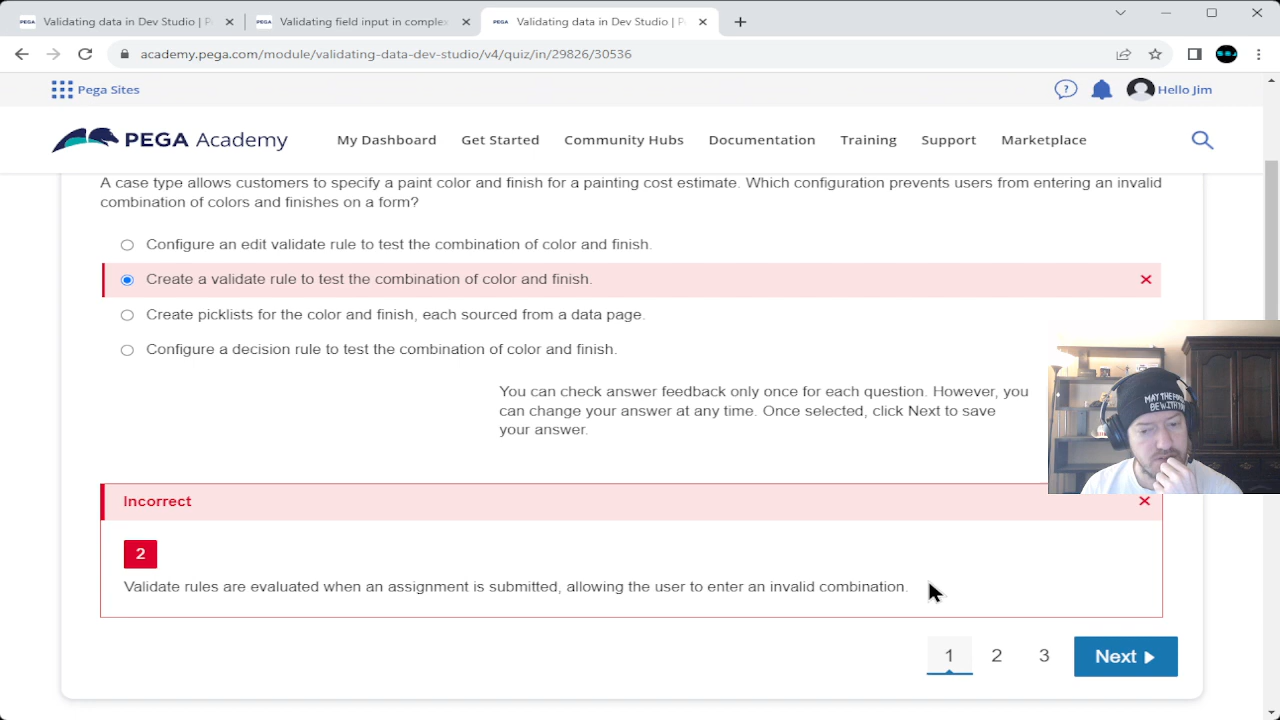 PEGA Validating data in Dev Studio | P
PEGA Validating field input in comple
PEGA Validating data in Dev Studio | P
academy.pega.com/module/validating-data-dev-studio/v4/quiz/in/29826/30536
Pega Sites
? Hello Jim
PEGA Academy
My Dashboard Get Started Community Hubs Documentation Training Support Marketplace
A case type allows customers to specify a paint color and finish for a painting cost estimate. Which configuration prevents users from entering an invalid
combination of colors and finishes on a form?
Configure an edit validate rule to test the combination of color and finish.
Create a validate rule to test the combination of color and finish.
Create picklists for the color and finish, each sourced from a data page.
Configure a decision rule to test the combination of color and finish.
You can check answer feedback only once for each question. However, you
can change your answer at any time. Once selected, click Next to save
your answer.
MAY THE
BE WITH YOU
Incorrect
2
Validate rules are evaluated when an assignment is submitted, allowing the user to enter an invalid combination.
1 2 3 Next